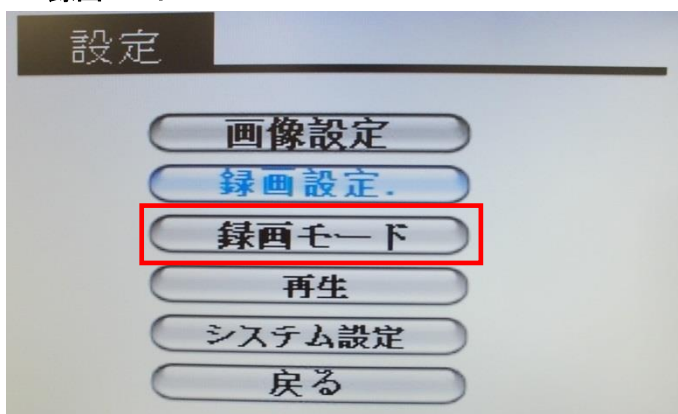 設定
画像設定
録画設定.
録画モード
再生
システム設定
戻る